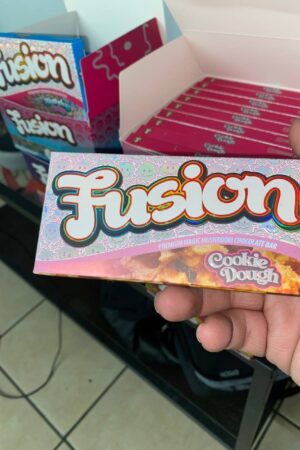 Fusion
Fusion
Fusion
PREMIUM MAGIC MUSHROOM CHOCOLATE BAR
Cookie
Dough